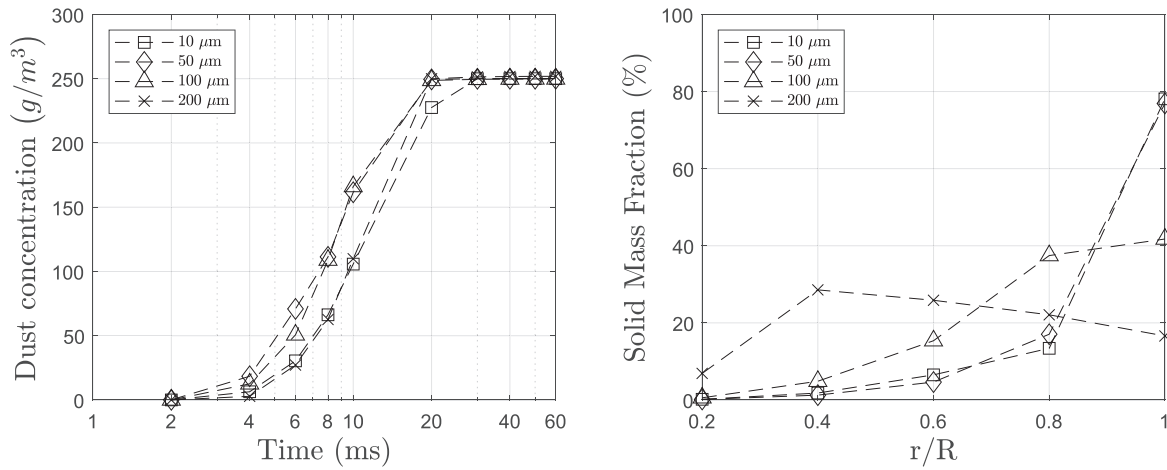 300
250
200
150
100
50
0
Dust concentration (g/m³)
10 μm
50 μm
100 μm
200 μm
1 2 4 6 8 10 20 40 60
Time (ms)
100
80
60
40
20
0
Solid Mass Fraction (%)
10 μm
50 μm
100 μm
200 μm
0.2 0.4 0.6 0.8 1
r/R